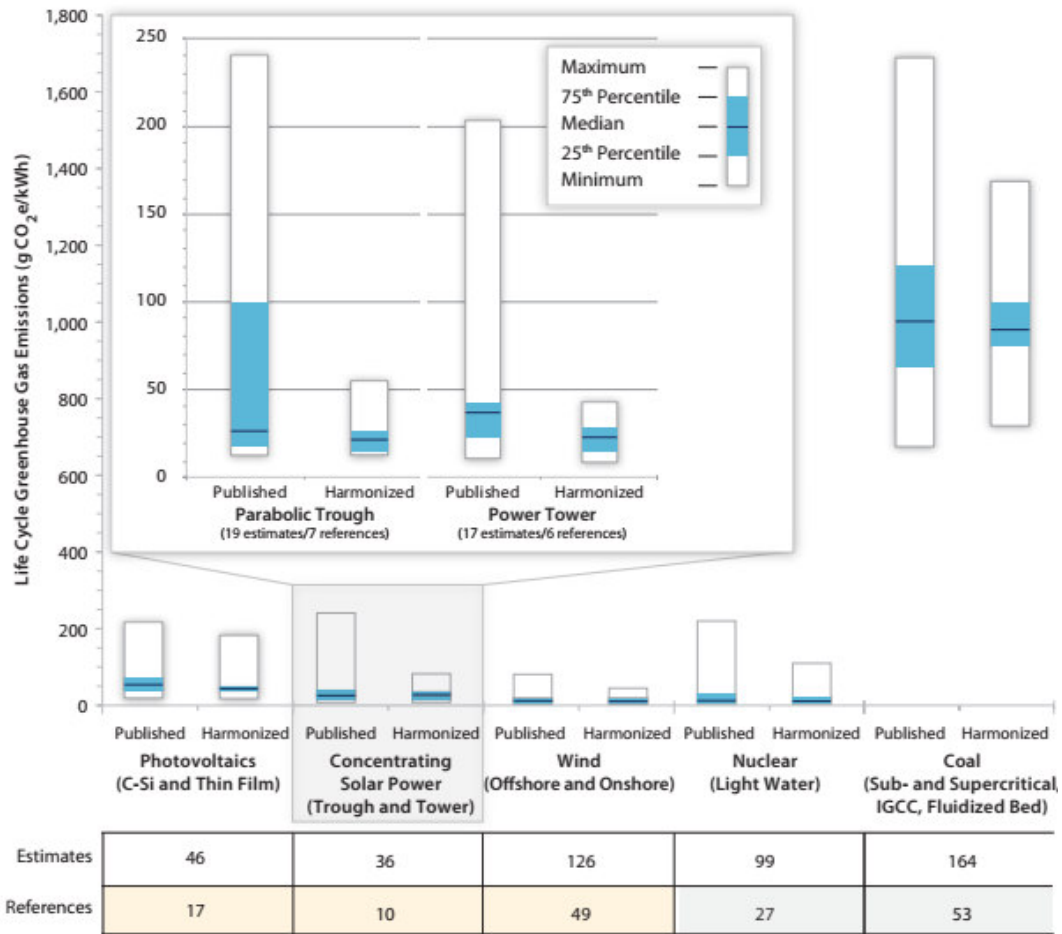 Life Cycle Greenhouse Gas Emissions (gCO2e/kWh)
1,800
1,600
1,400
1,200
1,000
800
600
400
200
0
250
200
150
100
50
0
Maximum
75th Percentile
Median
25th Percentile
Minimum
Published Harmonized Published Harmonized
Parabolic Trough Power Tower
(19 estimates/7 references) (17 estimates/6 references)
Published Harmonized Published Harmonized Published Harmonized Published Harmonized Published Harmonized
Photovoltaics Concentrating Wind Nuclear Coal
(C-Si and Thin Film) Solar Power (Offshore and Onshore) (Light Water) (Sub- and Supercritical,
(Trough and Tower) IGCC, Fluidized Bed)
Estimates 46 36 126 99 164
References 17 10 49 27 53